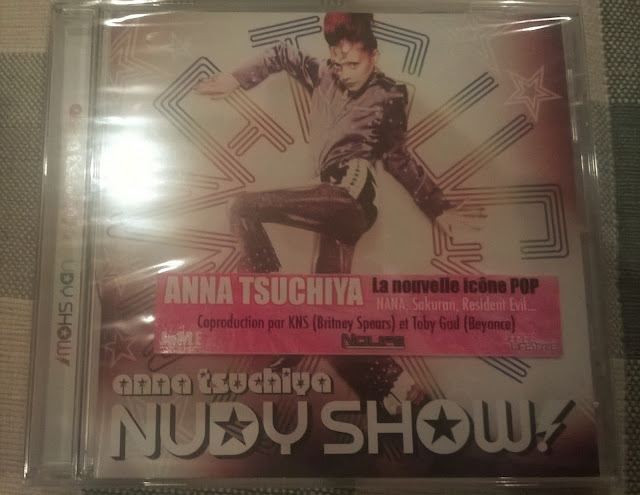 ANNA TSUCHIYA La nouvelle icône POP
NANA, Sakuran, Resident Evil...
Coproduction par KNS (Britney Spears) et Toby Gad (Beyonce)
NOLIFE
anna tsuchiya
NUDY SHOW!
NUDY SHOW!